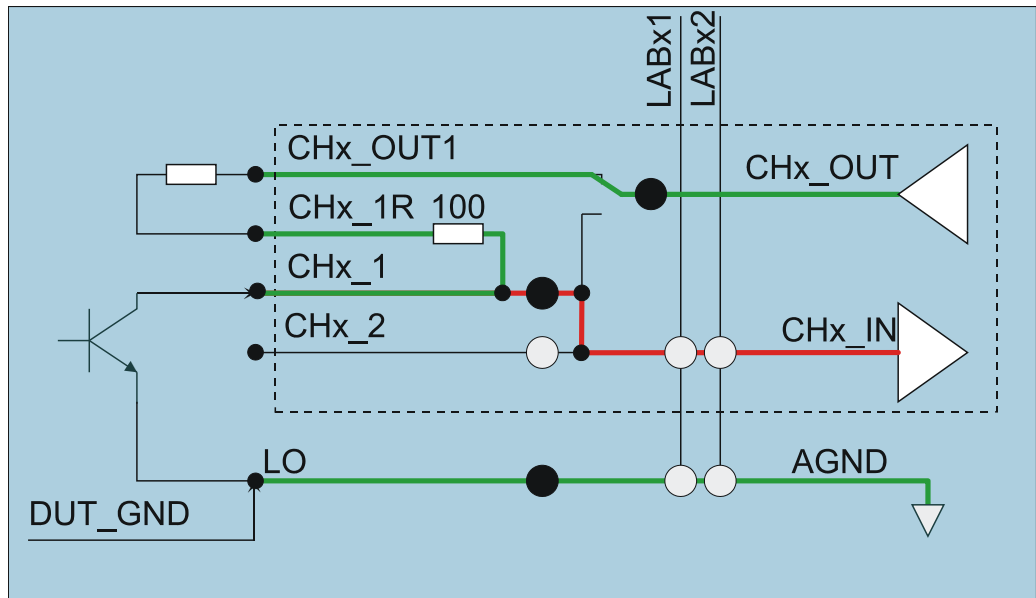 LABx1
LABx2
CHx_OUT1
CHx_OUT
CHx_1R 100
CHx_1
CHx_2
CHx_IN
LO
AGND
DUT_GND